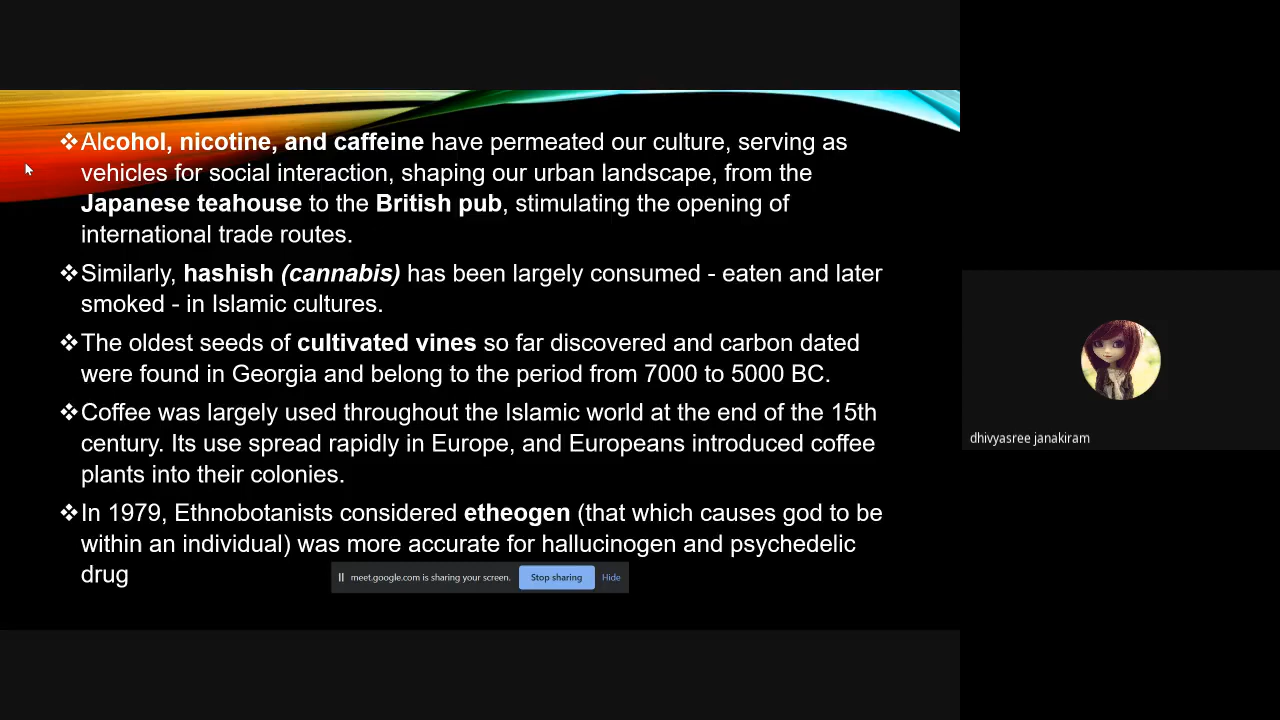 ❖Alcohol, nicotine, and caffeine have permeated our culture, serving as
vehicles for social interaction, shaping our urban landscape, from the
Japanese teahouse to the British pub, stimulating the opening of
international trade routes.
❖Similarly, hashish (cannabis) has been largely consumed - eaten and later
smoked - in Islamic cultures.
❖The oldest seeds of cultivated vines so far discovered and carbon dated
were found in Georgia and belong to the period from 7000 to 5000 BC.
❖Coffee was largely used throughout the Islamic world at the end of the 15th
century. Its use spread rapidly in Europe, and Europeans introduced coffee
plants into their colonies.
❖In 1979, Ethnobotanists considered etheogen (that which causes god to be
within an individual) was more accurate for hallucinogen and psychedelic
drug
meet.google.com is sharing your screen. Stop sharing Hide
dhivyasree janakiram